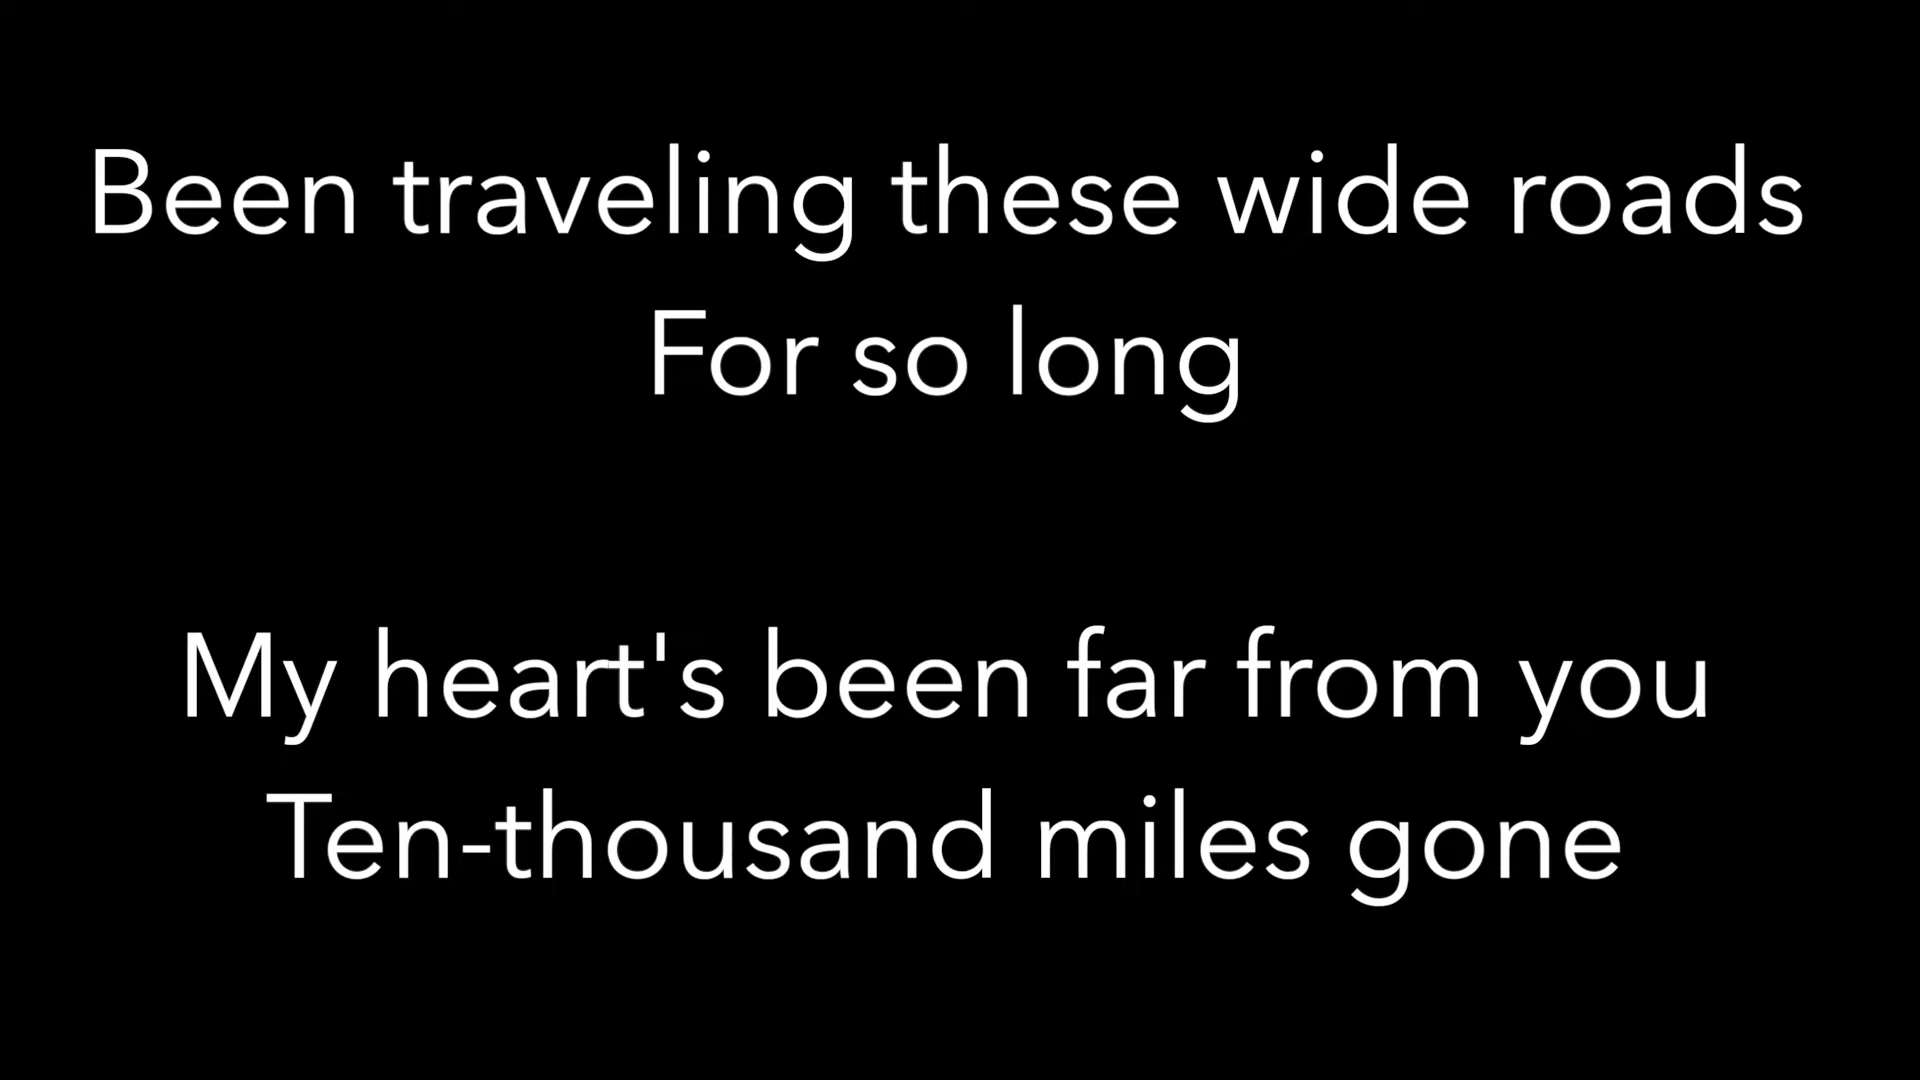 Been traveling these wide roads
For so long
My heart's been far from you
Ten-thousand miles gone